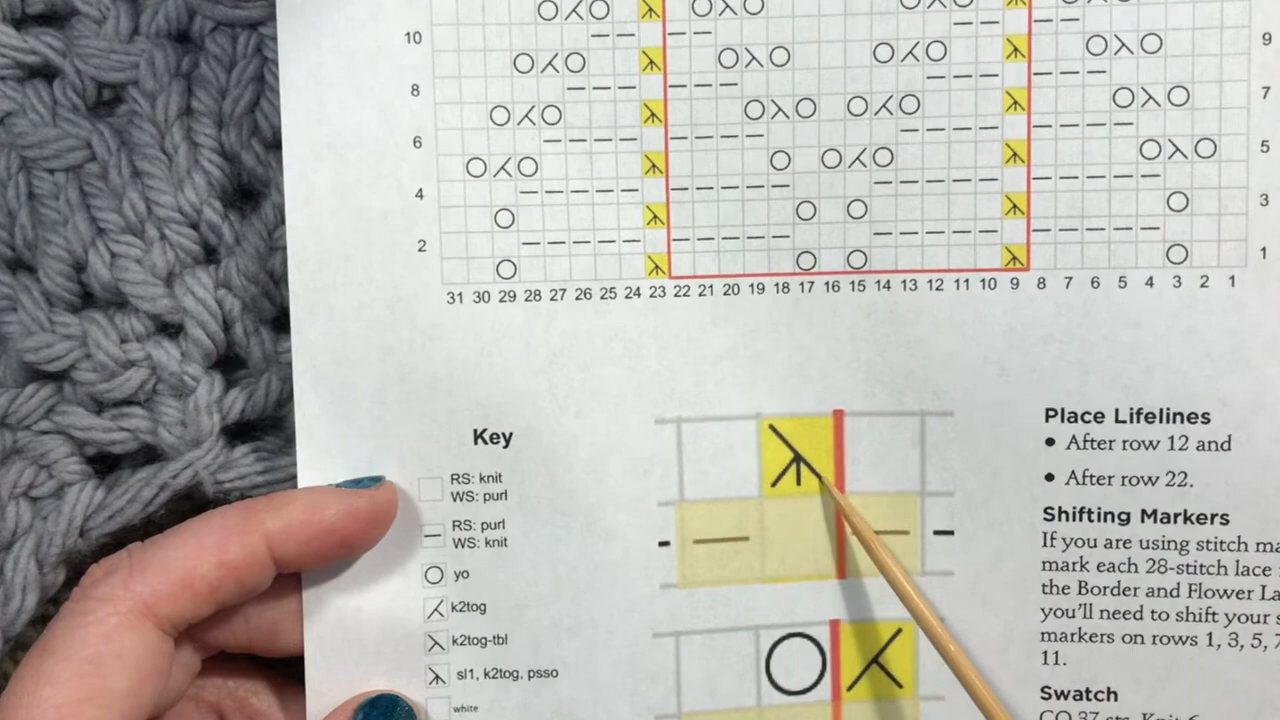 10
9
8
7
6
5
4
3
2
1
31 30 29 28 27 26 25 24 23 22 21 20 19 18 17 16 15 14 13 12 11 10 9 8 7 6 5 4 3 2 1
Key
RS: knit
WS: purl
RS: purl
WS: knit
yo
k2tog
k2tog-tbl
sl1, k2tog, psso
white
Place Lifelines
• After row 12 and
• After row 22.
Shifting Markers
If you are using stitch
mark each 28-stitch lace
the Border and Flower
you'll need to shift your
markers on rows 1, 3, 5,
11.
Swatch
CO 37 sts. Knit 6